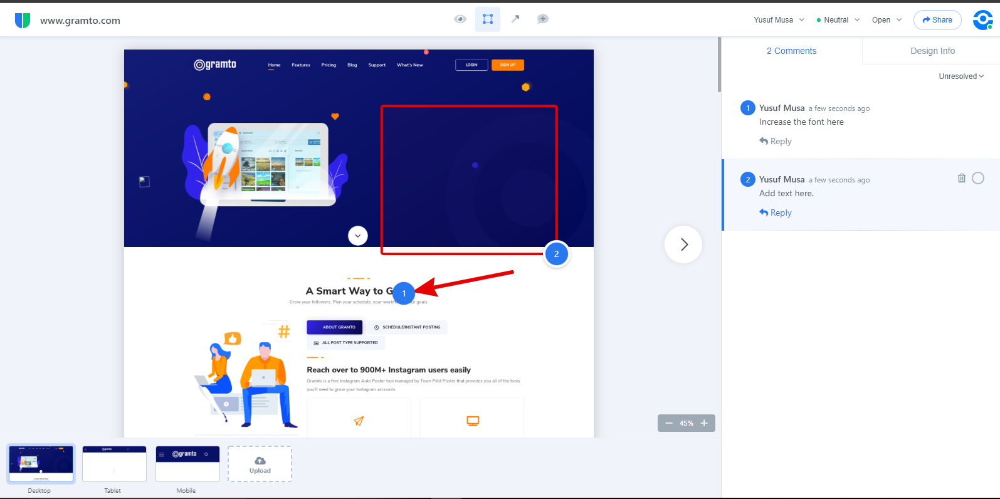 www.gramto.com
Yusuf Musa
Neutral
Open
Share
2 Comments
Design Info
Unresolved
1 Yusuf Musa a few seconds ago
Increase the font here
Reply
2 Yusuf Musa a few seconds ago
Add text here.
Reply
gramto
Home Features Pricing Blog Support What's New
LOGIN
SIGN UP
2
A Smart Way to G
1
Grow your followers, Plan your schedule, your workfl ur goals.
#
ABOUT GRAMTO
SCHEDULE/INSTANT POSTING
ALL POST TYPE SUPPORTED
Reach over to 900M+ Instagram users easily
Gramto is a free Instagram Auto Poster tool managed by Team Pilot Poster that provides you all of the tools
you'll need to grow your Instagram accounts.
45%
gramto
gramto
Upload
Desktop
Tablet
Mobile